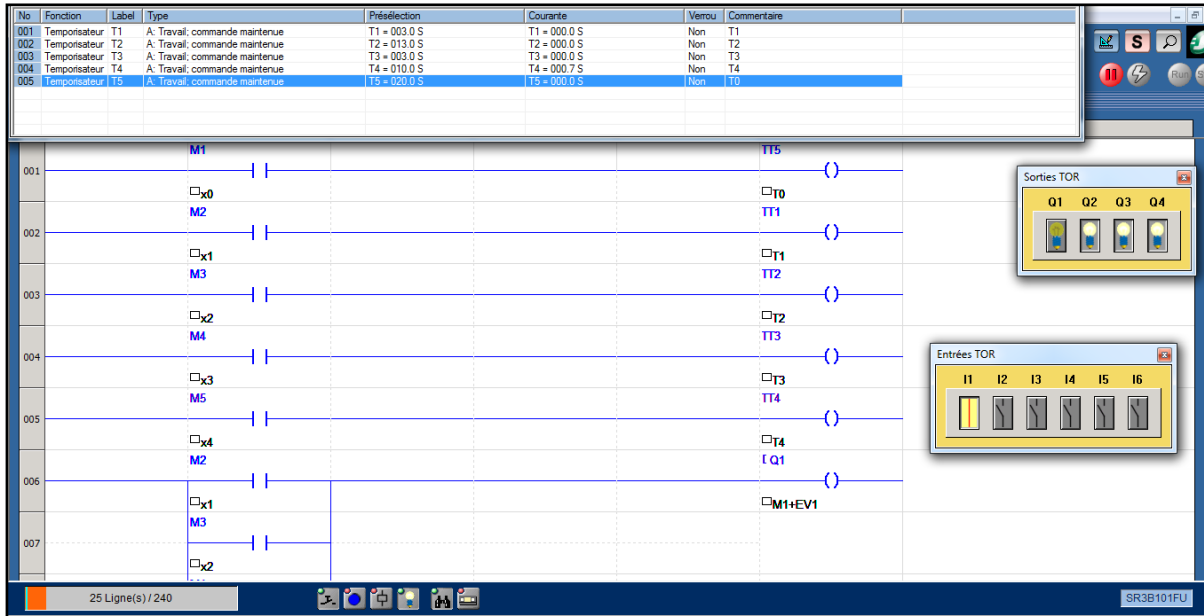 No Fonction Label Type Présélection Courante Verrou Commentaire
001 Temporisateur T1 A: Travail; commande maintenue T1 = 003.0 S T1 = 000.0 S Non T1
002 Temporisateur T2 A: Travail; commande maintenue T2 = 013.0 S T2 = 000.0 S Non T2
003 Temporisateur T3 A: Travail; commande maintenue T3 = 003.0 S T3 = 000.0 S Non T3
004 Temporisateur T4 A: Travail; commande maintenue T4 = 010.0 S T4 = 000.7 S Non T4
005 Temporisateur T5 A: Travail; commande maintenue T5 = 020.0 S T5 = 000.0 S Non T0
S
Run S
M1 TT5
001
x0 T0
M2 TT1
002
x1 T1
M3 TT2
003
x2 T2
M4 TT3
004
x3 T3
M5 TT4
005
x4 T4
M2 [ Q1
006
x1 M1+EV1
M3
007
x2
Sorties TOR
Q1 Q2 Q3 Q4
Entrées TOR
I1 I2 I3 I4 I5 I6
25 Ligne(s) / 240
SR3B101FU